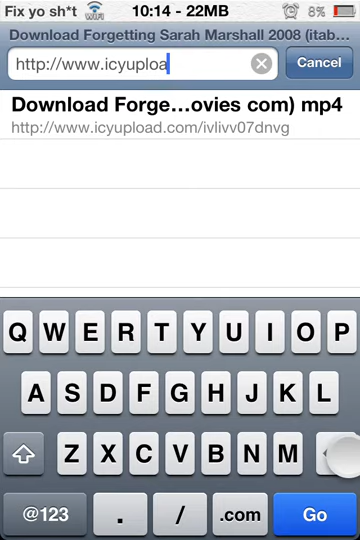 Fix yo sh*t WiFi 10:14 - 22MB 8%
Download Forgetting Sarah Marshall 2008 (itab...
http://www.icyuploa Cancel
Download Forge...ovies com) mp4
http://www.icyupload.com/ivlivv07dnvg
Q W E R T Y U I O P
A S D F G H J K L
Z X C V B N M
@123 . / .com Go